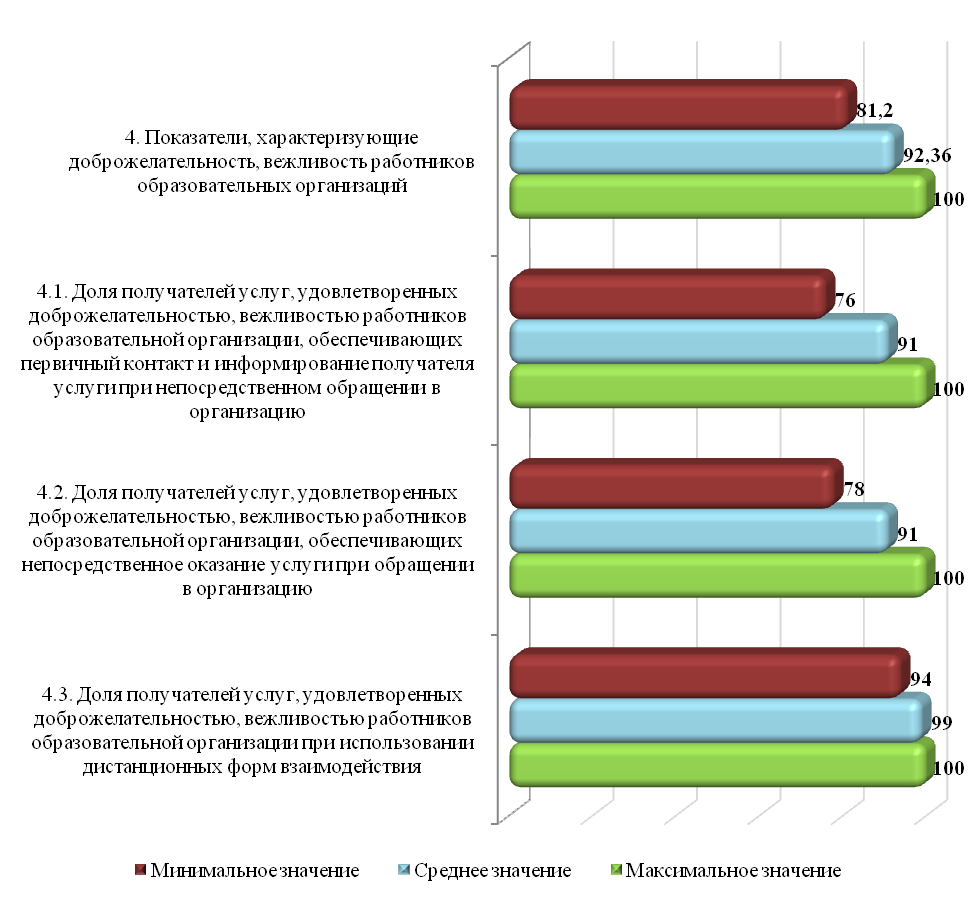 4. Показатели, характеризующие
доброжелательность, вежливость работников
образовательных организаций
81,2
92,36
100
4.1. Доля получателей услуг, удовлетворенных
доброжелательностью, вежливостью работников
образовательной организации, обеспечивающих
первичный контакт и информирование получателя
услуги при непосредственном обращении в
организацию
76
91
100
4.2. Доля получателей услуг, удовлетворенных
доброжелательностью, вежливостью работников
образовательной организации, обеспечивающих
непосредственное оказание услуги при обращении
в организацию
78
91
100
4.3. Доля получателей услуг, удовлетворенных
доброжелательностью, вежливостью работников
образовательной организации при использовании
дистанционных форм взаимодействия
94
99
100
Минимальное значение Среднее значение Максимальное значение